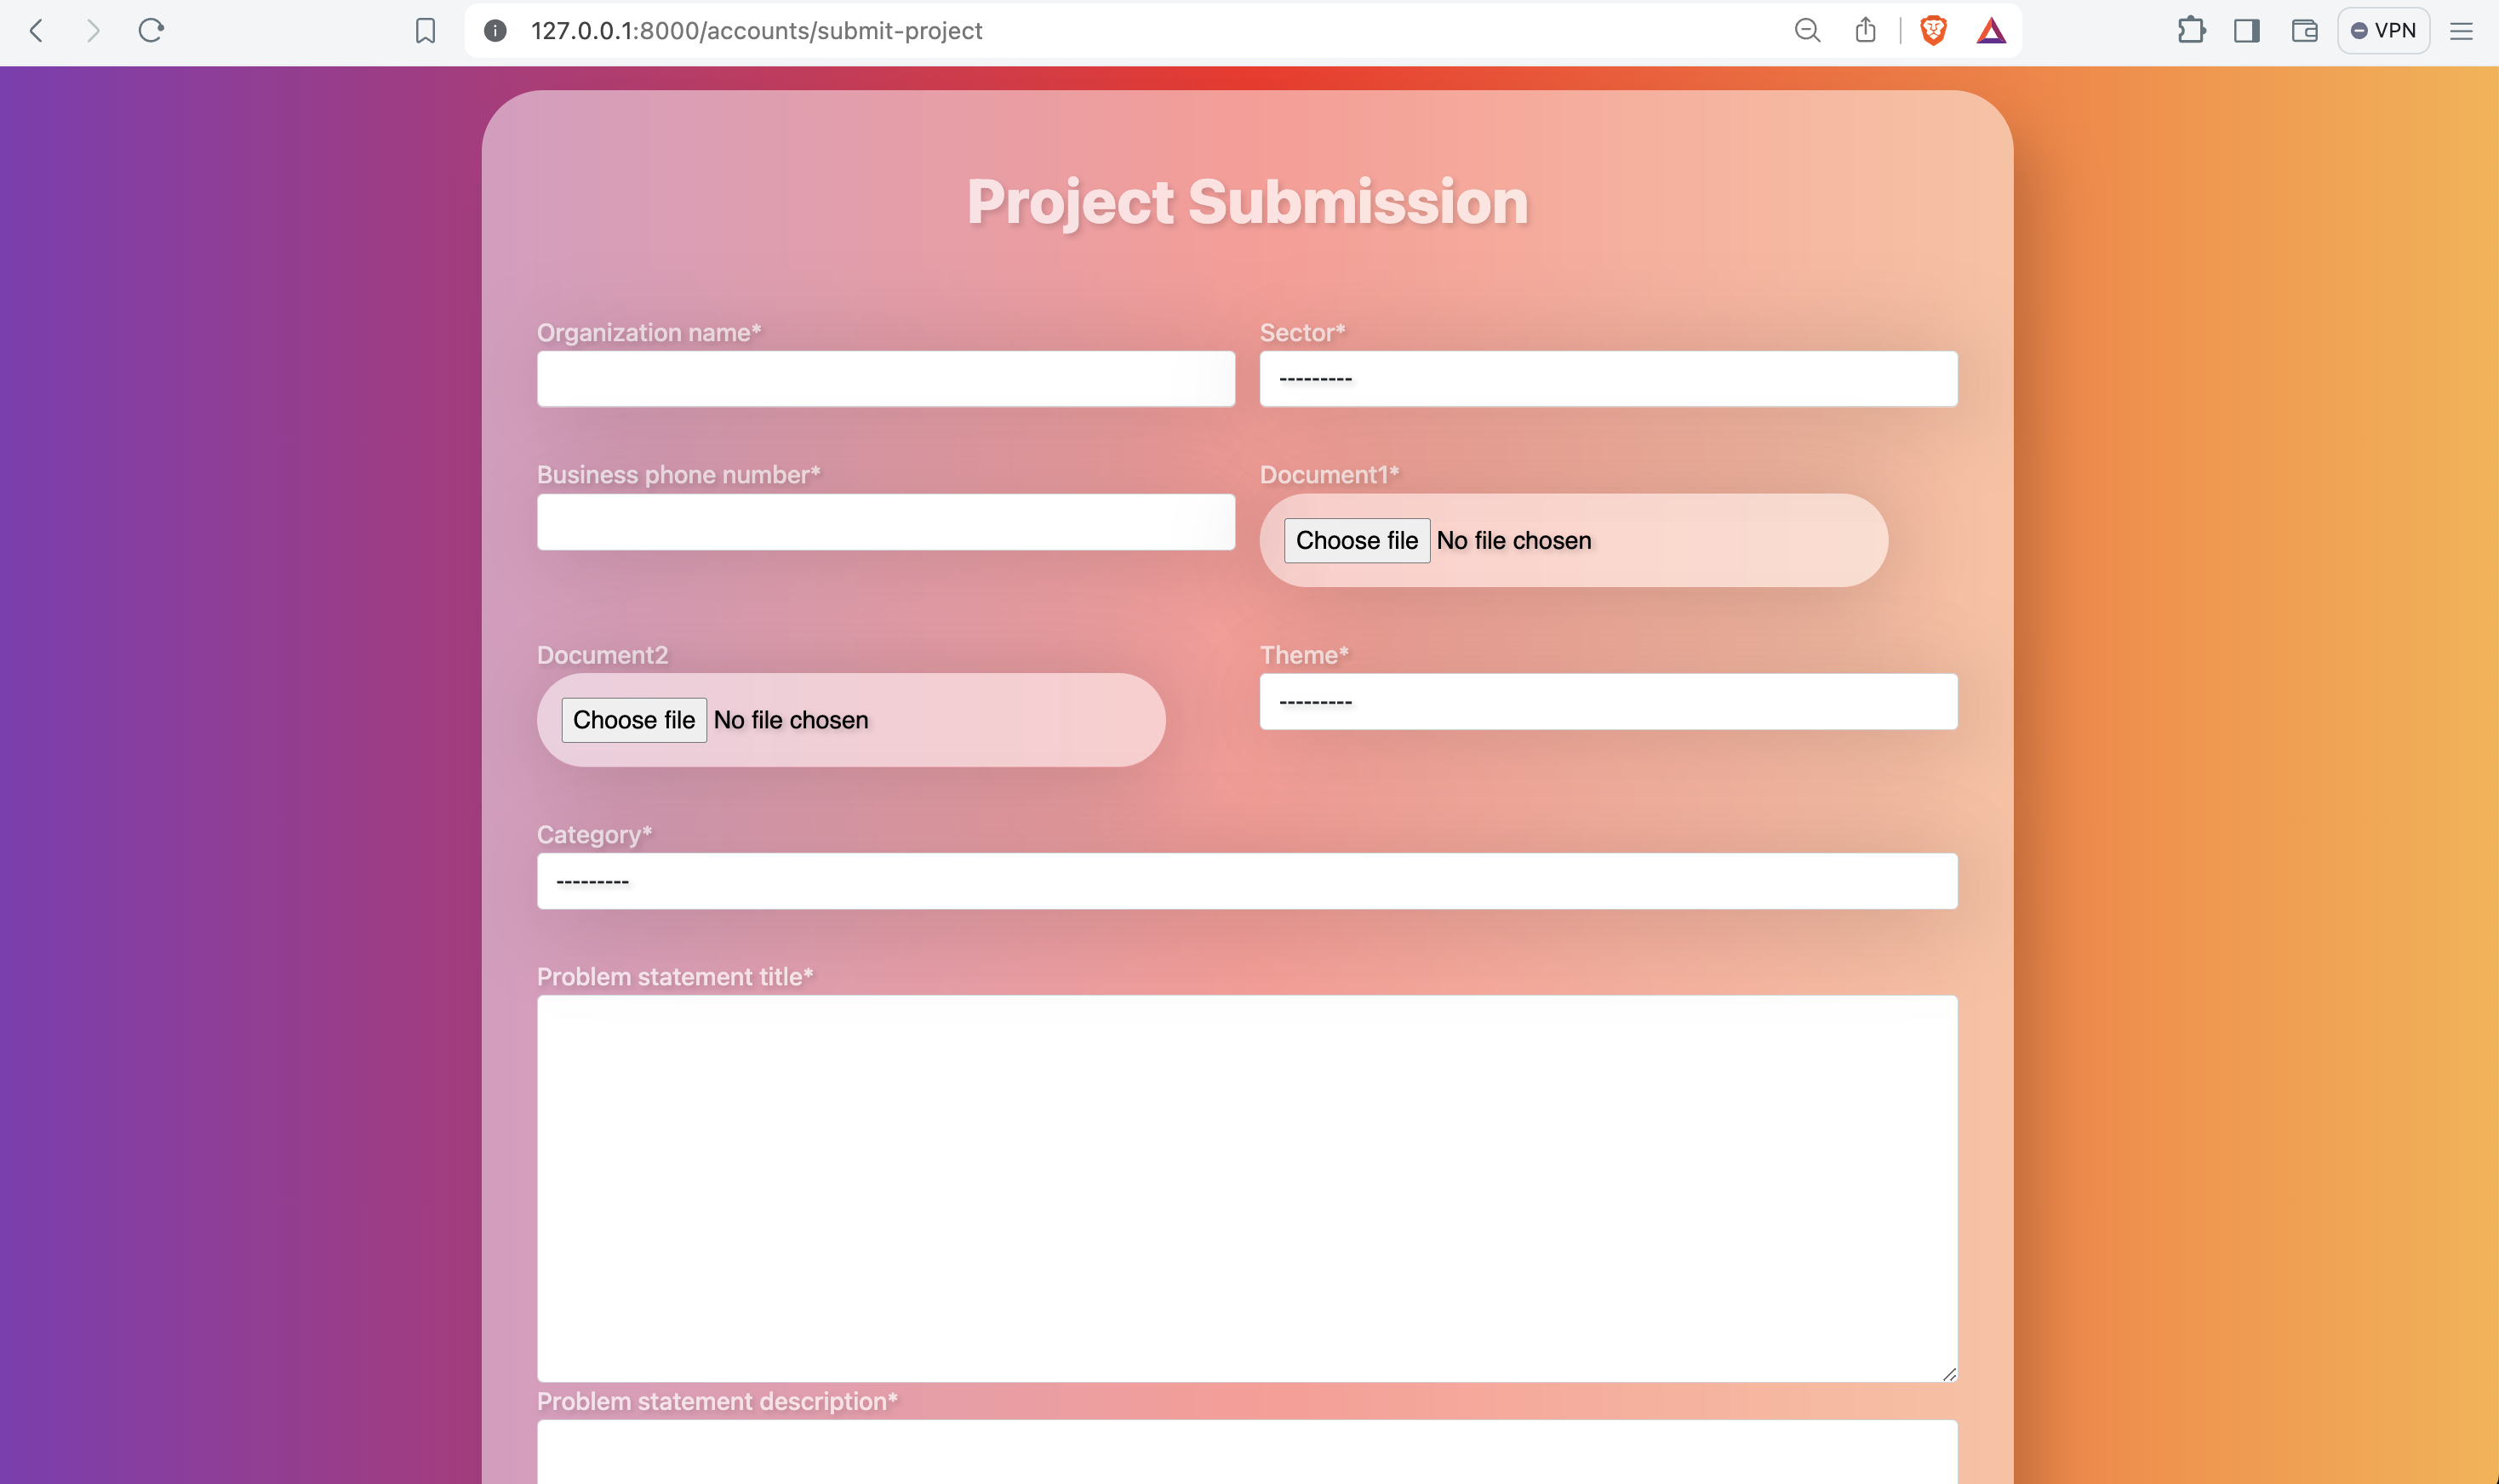 127.0.0.1:8000/accounts/submit-project
VPN
Project Submission
Organization name*
Sector*
---------
Business phone number*
Document1*
Choose file No file chosen
Document2
Choose file No file chosen
Theme*
---------
Category*
---------
Problem statement title*
Problem statement description*